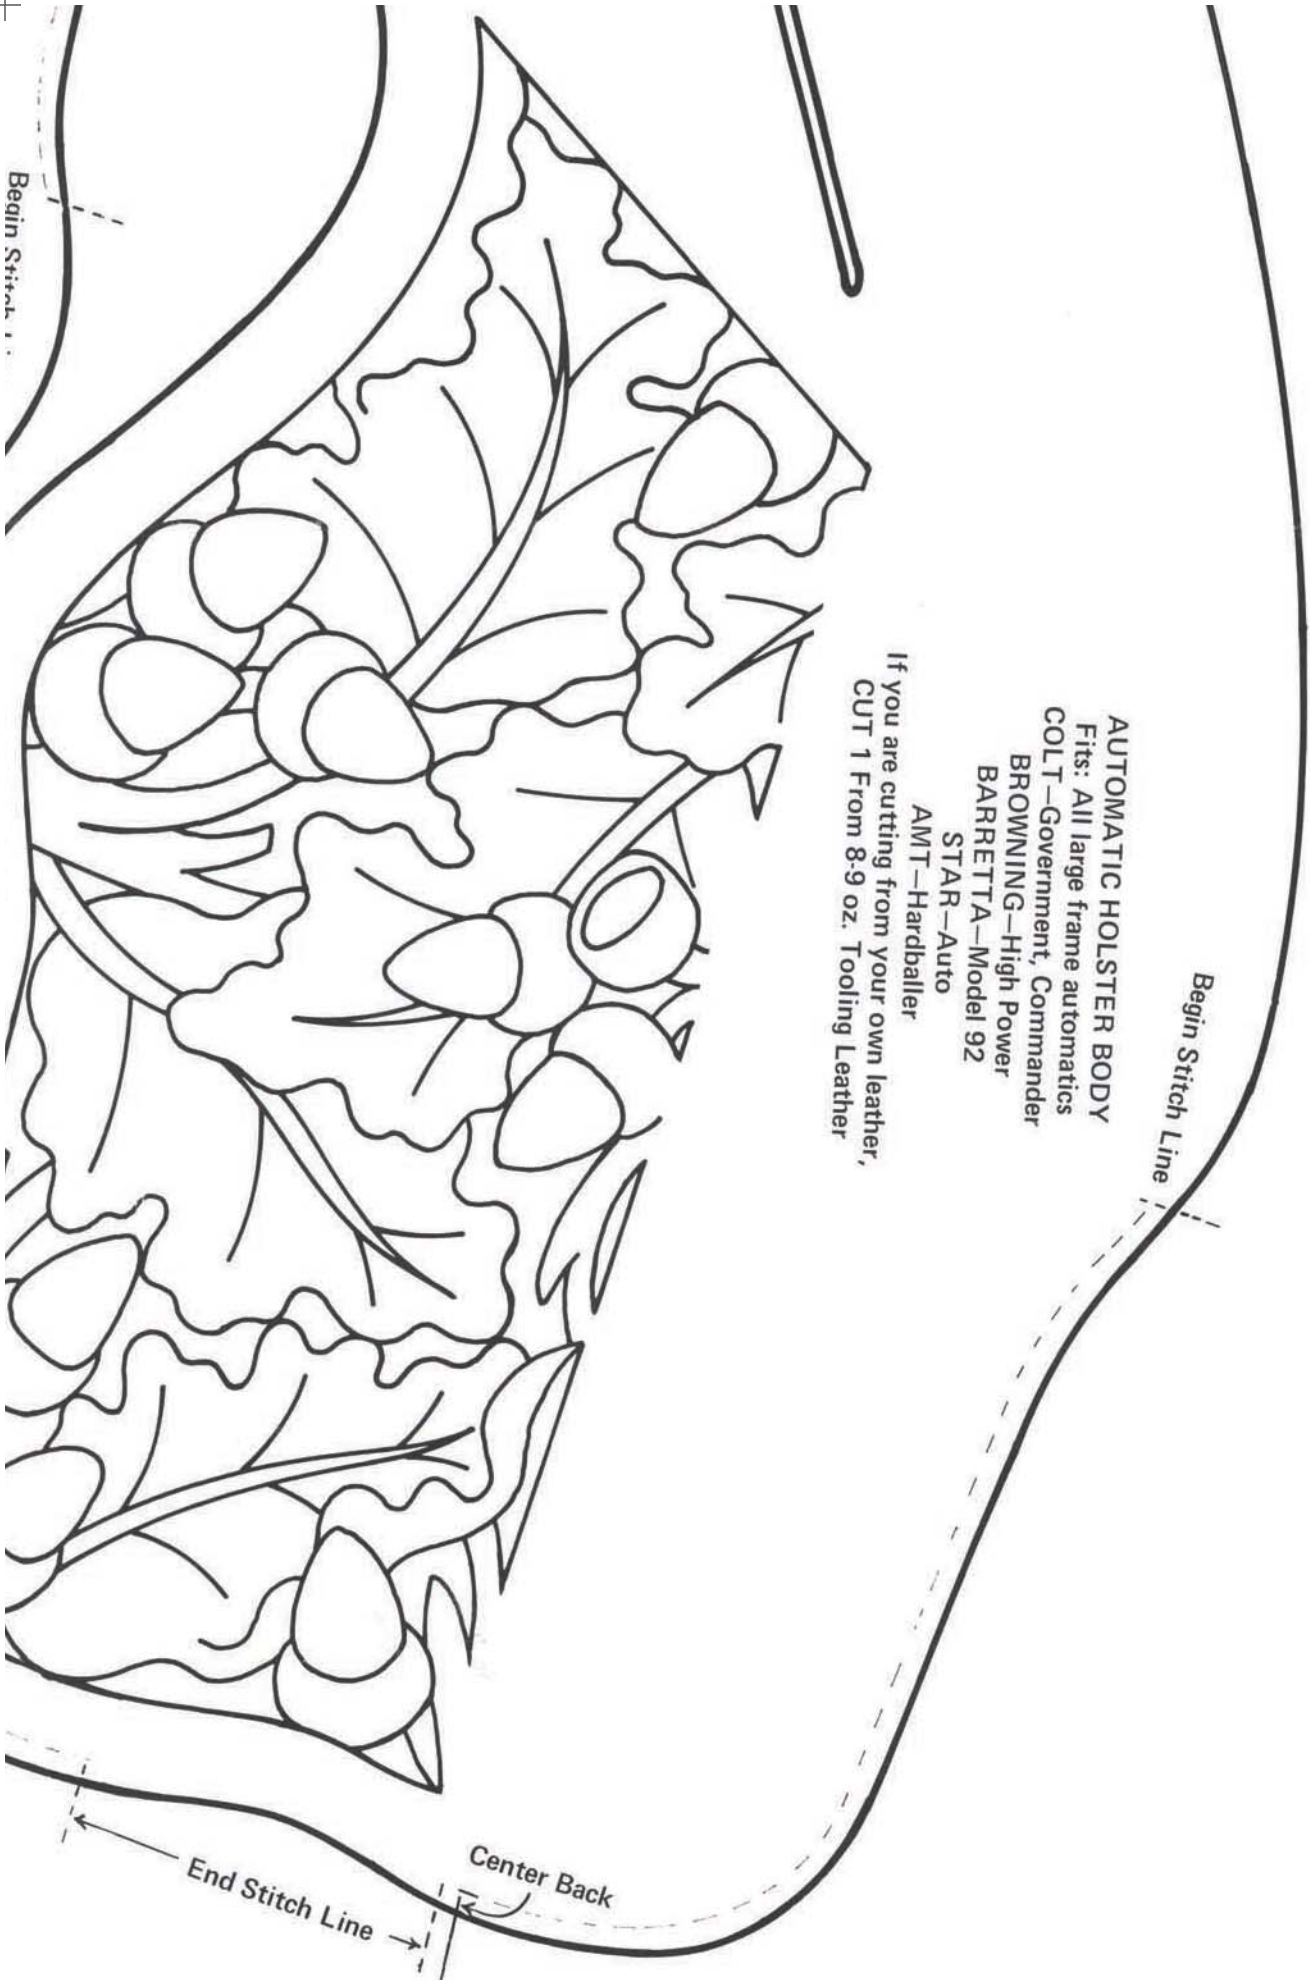 AUTOMATIC HOLSTER BODY
Fits: All large frame automatics
COLT—Government, Commander
BROWNING—High Power
BARRETTA—Model 92
STAR—Auto
AMT—Hardballer
If you are cutting from your own leather,
CUT 1 From 8-9 oz. Tooling Leather
Begin Stitch Line
Begin Stitch
Center Back
End Stitch Line